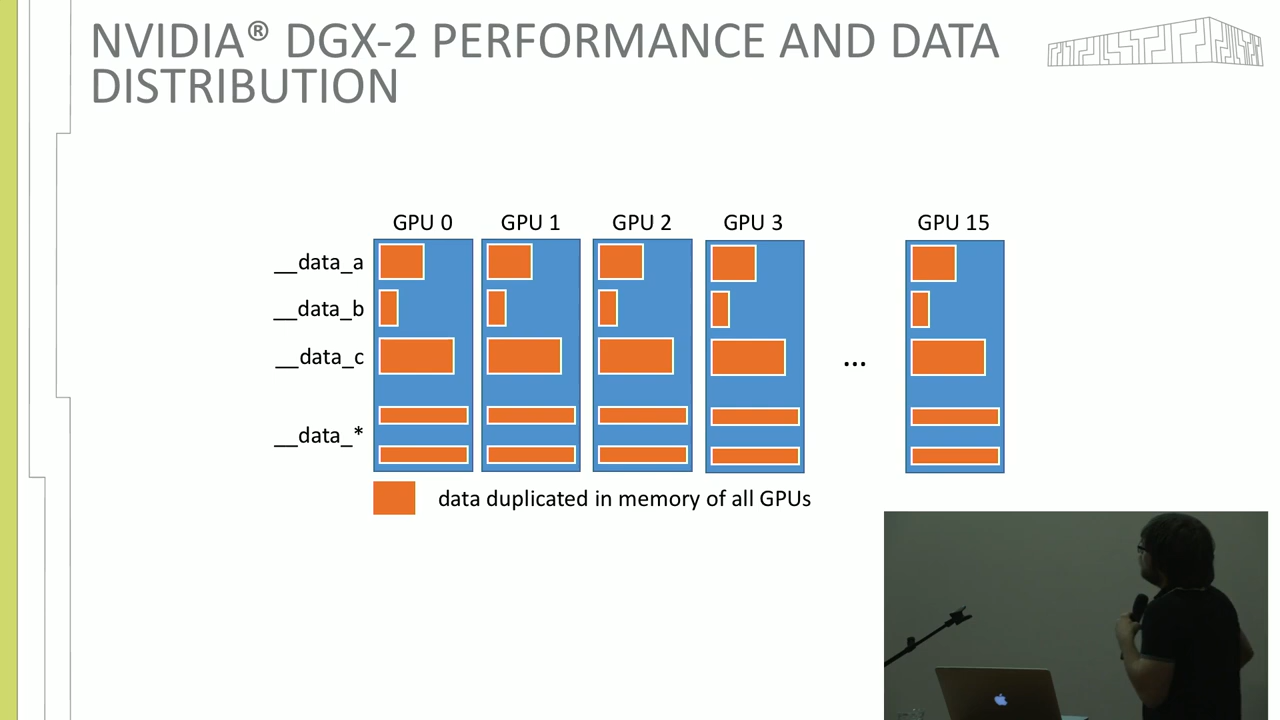 NVIDIA® DGX-2 PERFORMANCE AND DATA
DISTRIBUTION
GPU 0 GPU 1 GPU 2 GPU 3 GPU 15
__data_a
__data_b
__data_c
...
__data_*
data duplicated in memory of all GPUs